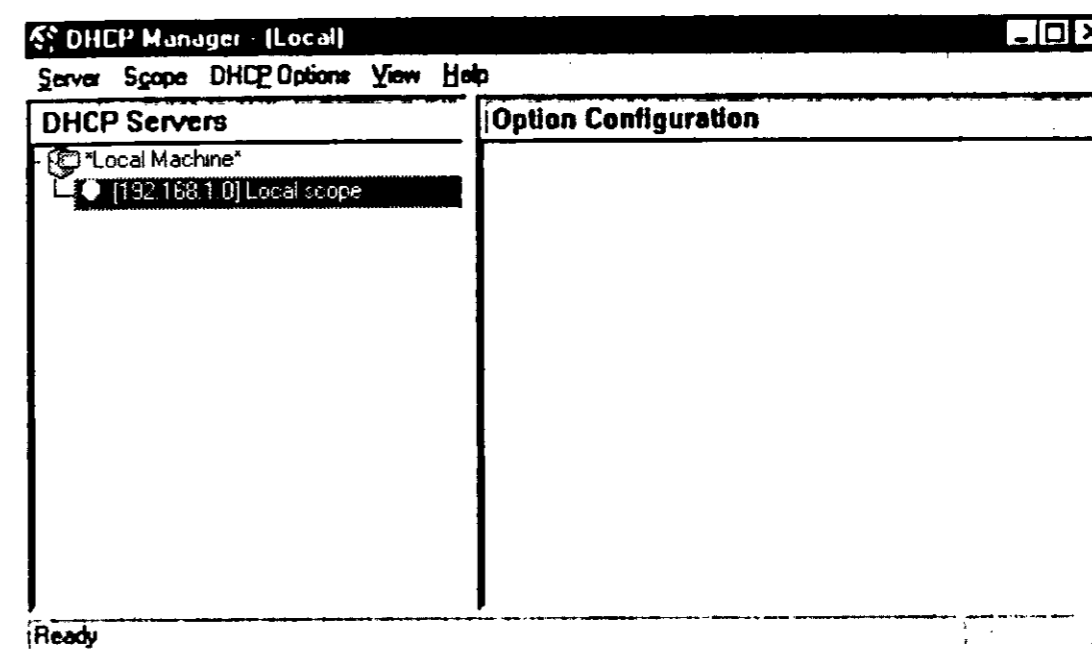 DHCP Manager - (Local)
Server Scope DHCP Options View Help
DHCP Servers
Option Configuration
*Local Machine*
[192.168.1.0] Local scope
Ready